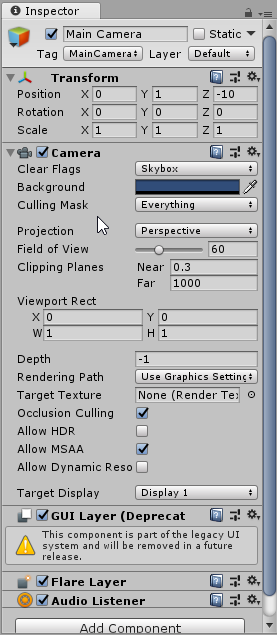 Inspector
Main Camera Static
Tag MainCamera Layer Default
Transform
Position X 0 Y 1 Z -10
Rotation X 0 Y 0 Z 0
Scale X 1 Y 1 Z 1
Camera
Clear Flags Skybox
Background
Culling Mask Everything
Projection Perspective
Field of View 60
Clipping Planes Near 0.3
Far 1000
Viewport Rect
X 0 Y 0
W 1 H 1
Depth -1
Rendering Path Use Graphics Setting
Target Texture None (Render Tex
Occlusion Culling
Allow HDR
Allow MSAA
Allow Dynamic Reso
Target Display Display 1
GUI Layer (Deprecat
This component is part of the legacy UI
system and will be removed in a future
release.
Flare Layer
Audio Listener
Add Component